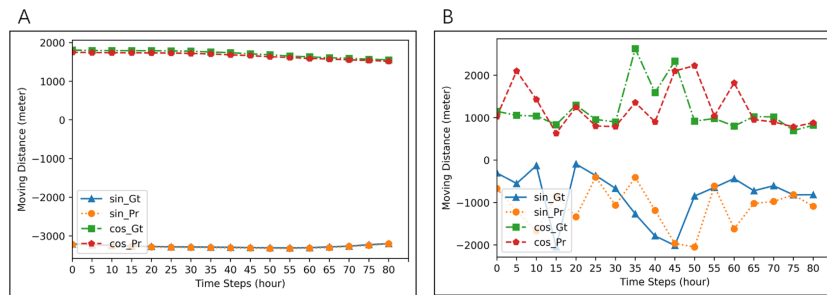 A
2000
1000
0
−1000
−2000
−3000
Moving Distance (meter)
sin_Gt
sin_Pr
cos_Gt
cos_Pr
0 5 10 15 20 25 30 35 40 45 50 55 60 65 70 75 80
Time Steps (hour)
B
2000
1000
0
−1000
−2000
Moving Distance (meter)
sin_Gt
sin_Pr
cos_Gt
cos_Pr
0 5 10 15 20 25 30 35 40 45 50 55 60 65 70 75 80
Time Steps (hour)